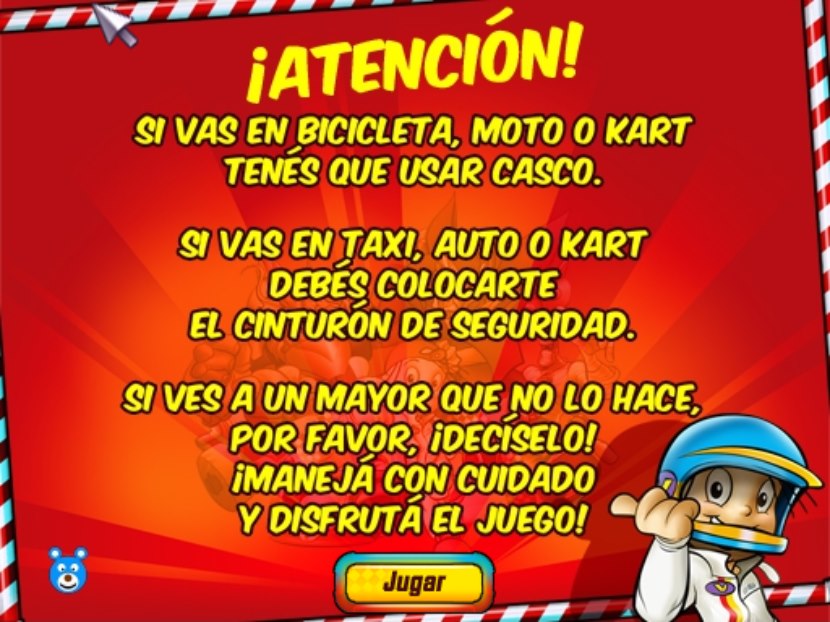 ¡ATENCIÓN!
SI VAS EN BICICLETA, MOTO O KART
TENÉS QUE USAR CASCO.
SI VAS EN TAXI, AUTO O KART
DEBÉS COLOCARTE
EL CINTURÓN DE SEGURIDAD.
SI VES A UN MAYOR QUE NO LO HACE,
POR FAVOR, ¡DECÍSELO!
¡MANEJÁ CON CUIDADO
Y DISFRUTÁ EL JUEGO!
Jugar